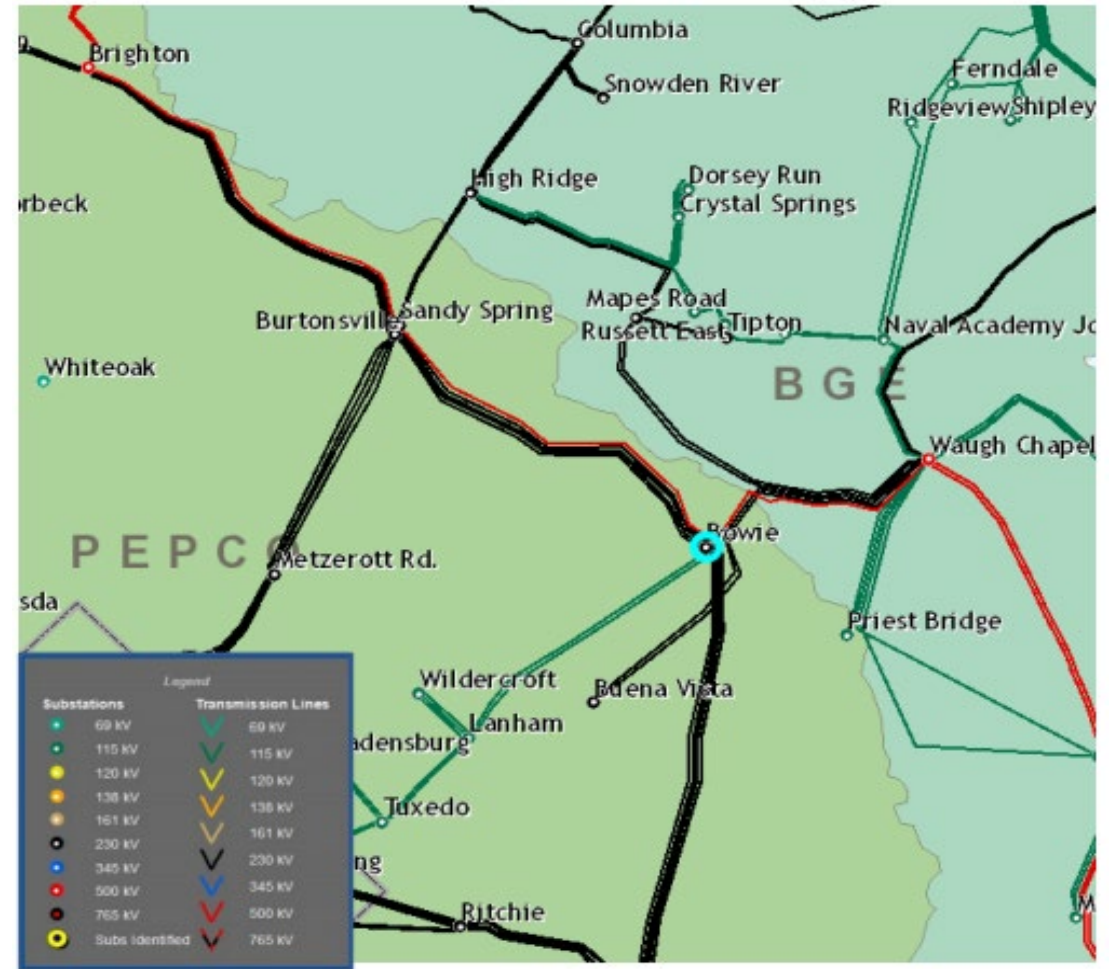 Columbia
Brighton
Snowden River
Ferndale
Ridgeview Shipley
High Ridge
Dorsey Run
Crystal Springs
rbeck
Mapes Road
Burtonsville Sandy Spring
Russett East Tipton
Naval Academy Jc
Whiteoak
BGE
Waugh Chapel
Bowie
PEPCO
Metzerott Rd.
sda
Priest Bridge
Wildercroft
Buena Vista
Lanham
adensburg
Tuxedo
ng
Ritchie
M
Legend
Substations Transmission Lines
69 kV 69 kV
115 kV 115 kV
120 kV 120 kV
138 kV 138 kV
161 kV 161 kV
230 kV 230 kV
345 kV 345 kV
500 kV 500 kV
765 kV 765 kV
Subs Identified